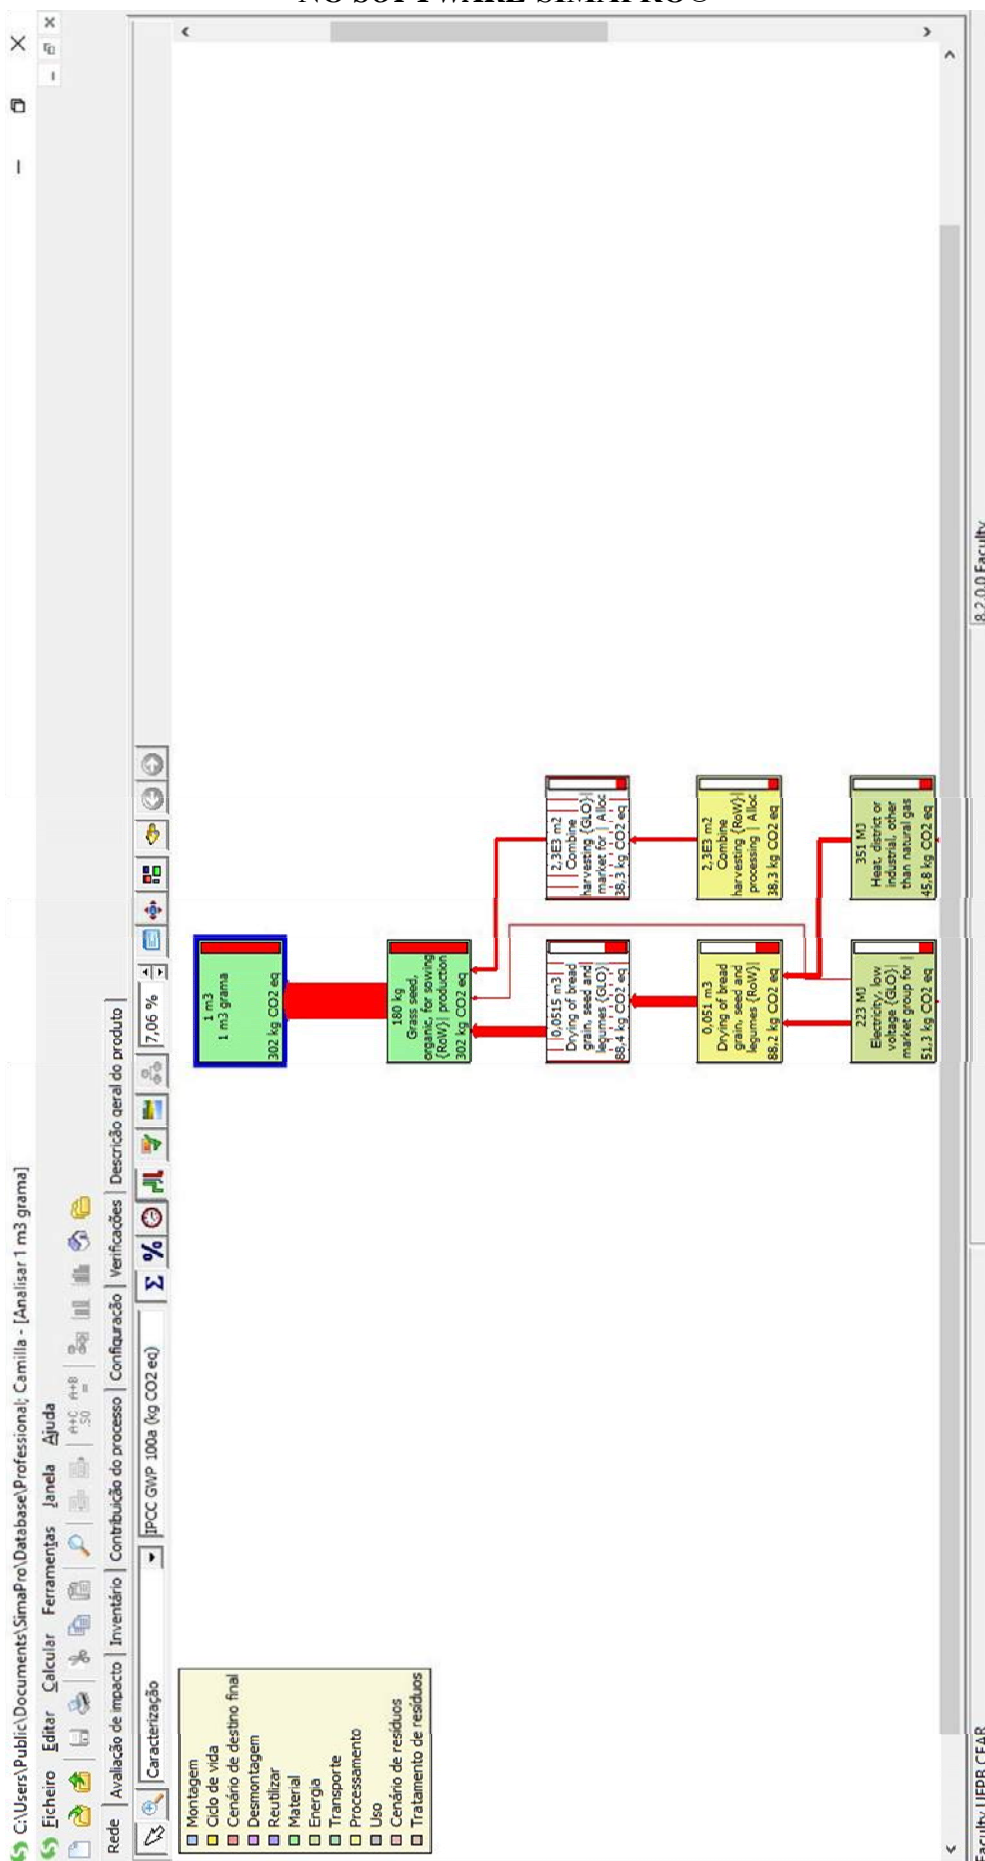 NO SOFTWARE SIMAPRO©
C:\Users\Public\Documents\SimaPro\Database\Professional; Camilla - [Analisar 1 m3 grama]
Ficheiro Editar Calcular Ferramentas Janela Ajuda
A+C .50 A+B =
Rede Avaliação de impacto Inventário Contribuição do processo Configuração Verificações Descrição geral do produto
Caracterização IPCC GWP 100a (kg CO2 eq) Σ % 7,06 %
Montagem
Ciclo de vida
Cenário de destino final
Desmontagem
Reutilizar
Material
Energia
Transporte
Processamento
Uso
Cenário de resíduos
Tratamento de resíduos
1 m3
1 m3 grama
302 kg CO2 eq
180 kg
Grass seed,
organic, for sowing
{RoW}| production
302 kg CO2 eq
0,0515 m3
Drying of bread
grain, seed and
legumes {GLO}|
88,4 kg CO2 eq
2,3E3 m2
Combine
harvesting {GLO}|
market for | Alloc
38,3 kg CO2 eq
0,051 m3
Drying of bread
grain, seed and
legumes {RoW}|
88,2 kg CO2 eq
2,3E3 m2
Combine
harvesting {RoW}|
processing | Alloc
38,3 kg CO2 eq
223 MJ
Electricity, low
voltage {GLO}|
market group for |
51,3 kg CO2 eq
351 MJ
Heat, district or
industrial, other
than natural gas
45,8 kg CO2 eq
Faculty UFPB CEAR 8.2.0.0 Faculty